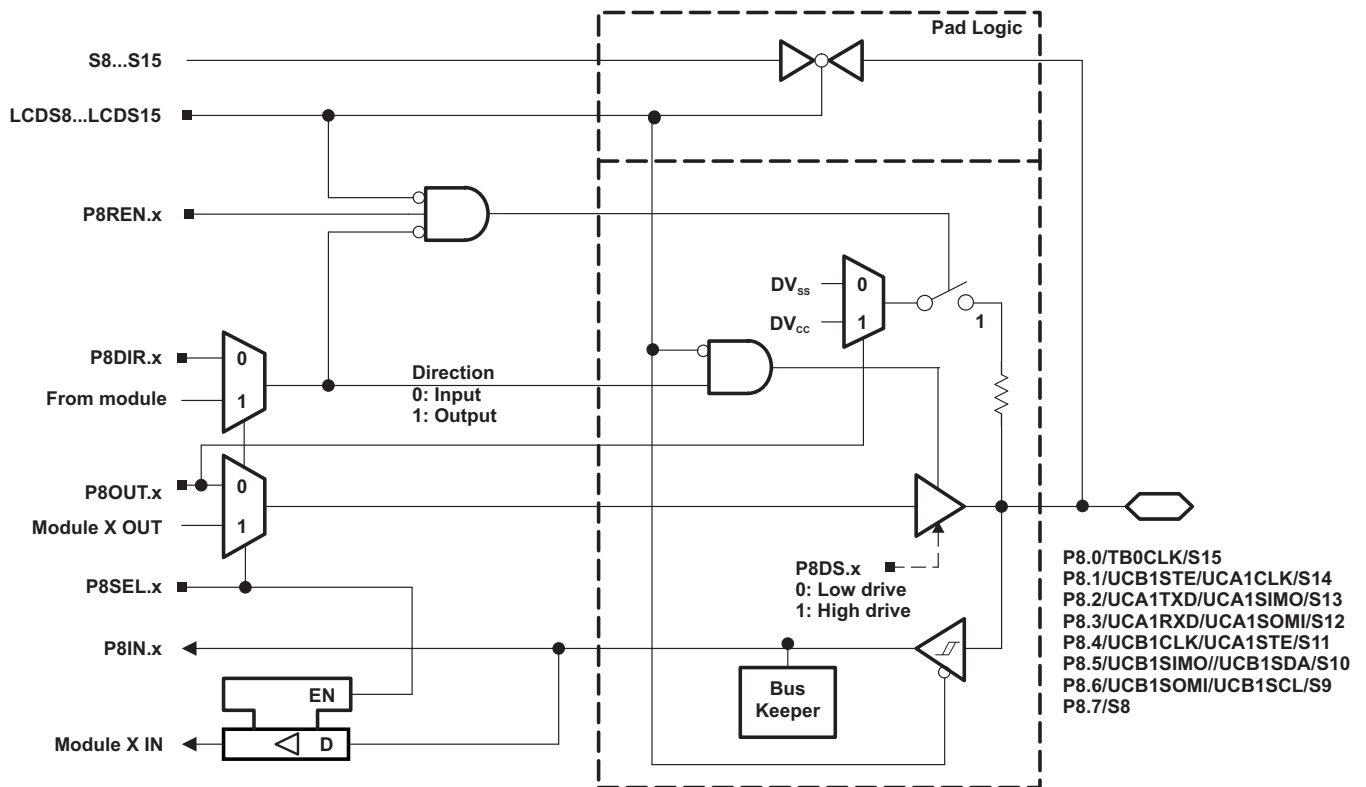 Pad Logic
S8...S15
LCDS8...LCDS15
P8REN.x
DVSS
0
DVCC
1
1
P8DIR.x
0
From module
1
Direction
0: Input
1: Output
P8OUT.x
0
Module X OUT
1
P8SEL.x
P8DS.x
0: Low drive
1: High drive
P8IN.x
EN
Bus
Keeper
Module X IN
D
P8.0/TB0CLK/S15
P8.1/UCB1STE/UCA1CLK/S14
P8.2/UCA1TXD/UCA1SIMO/S13
P8.3/UCA1RXD/UCA1SOMI/S12
P8.4/UCB1CLK/UCA1STE/S11
P8.5/UCB1SIMO//UCB1SDA/S10
P8.6/UCB1SOMI/UCB1SCL/S9
P8.7/S8